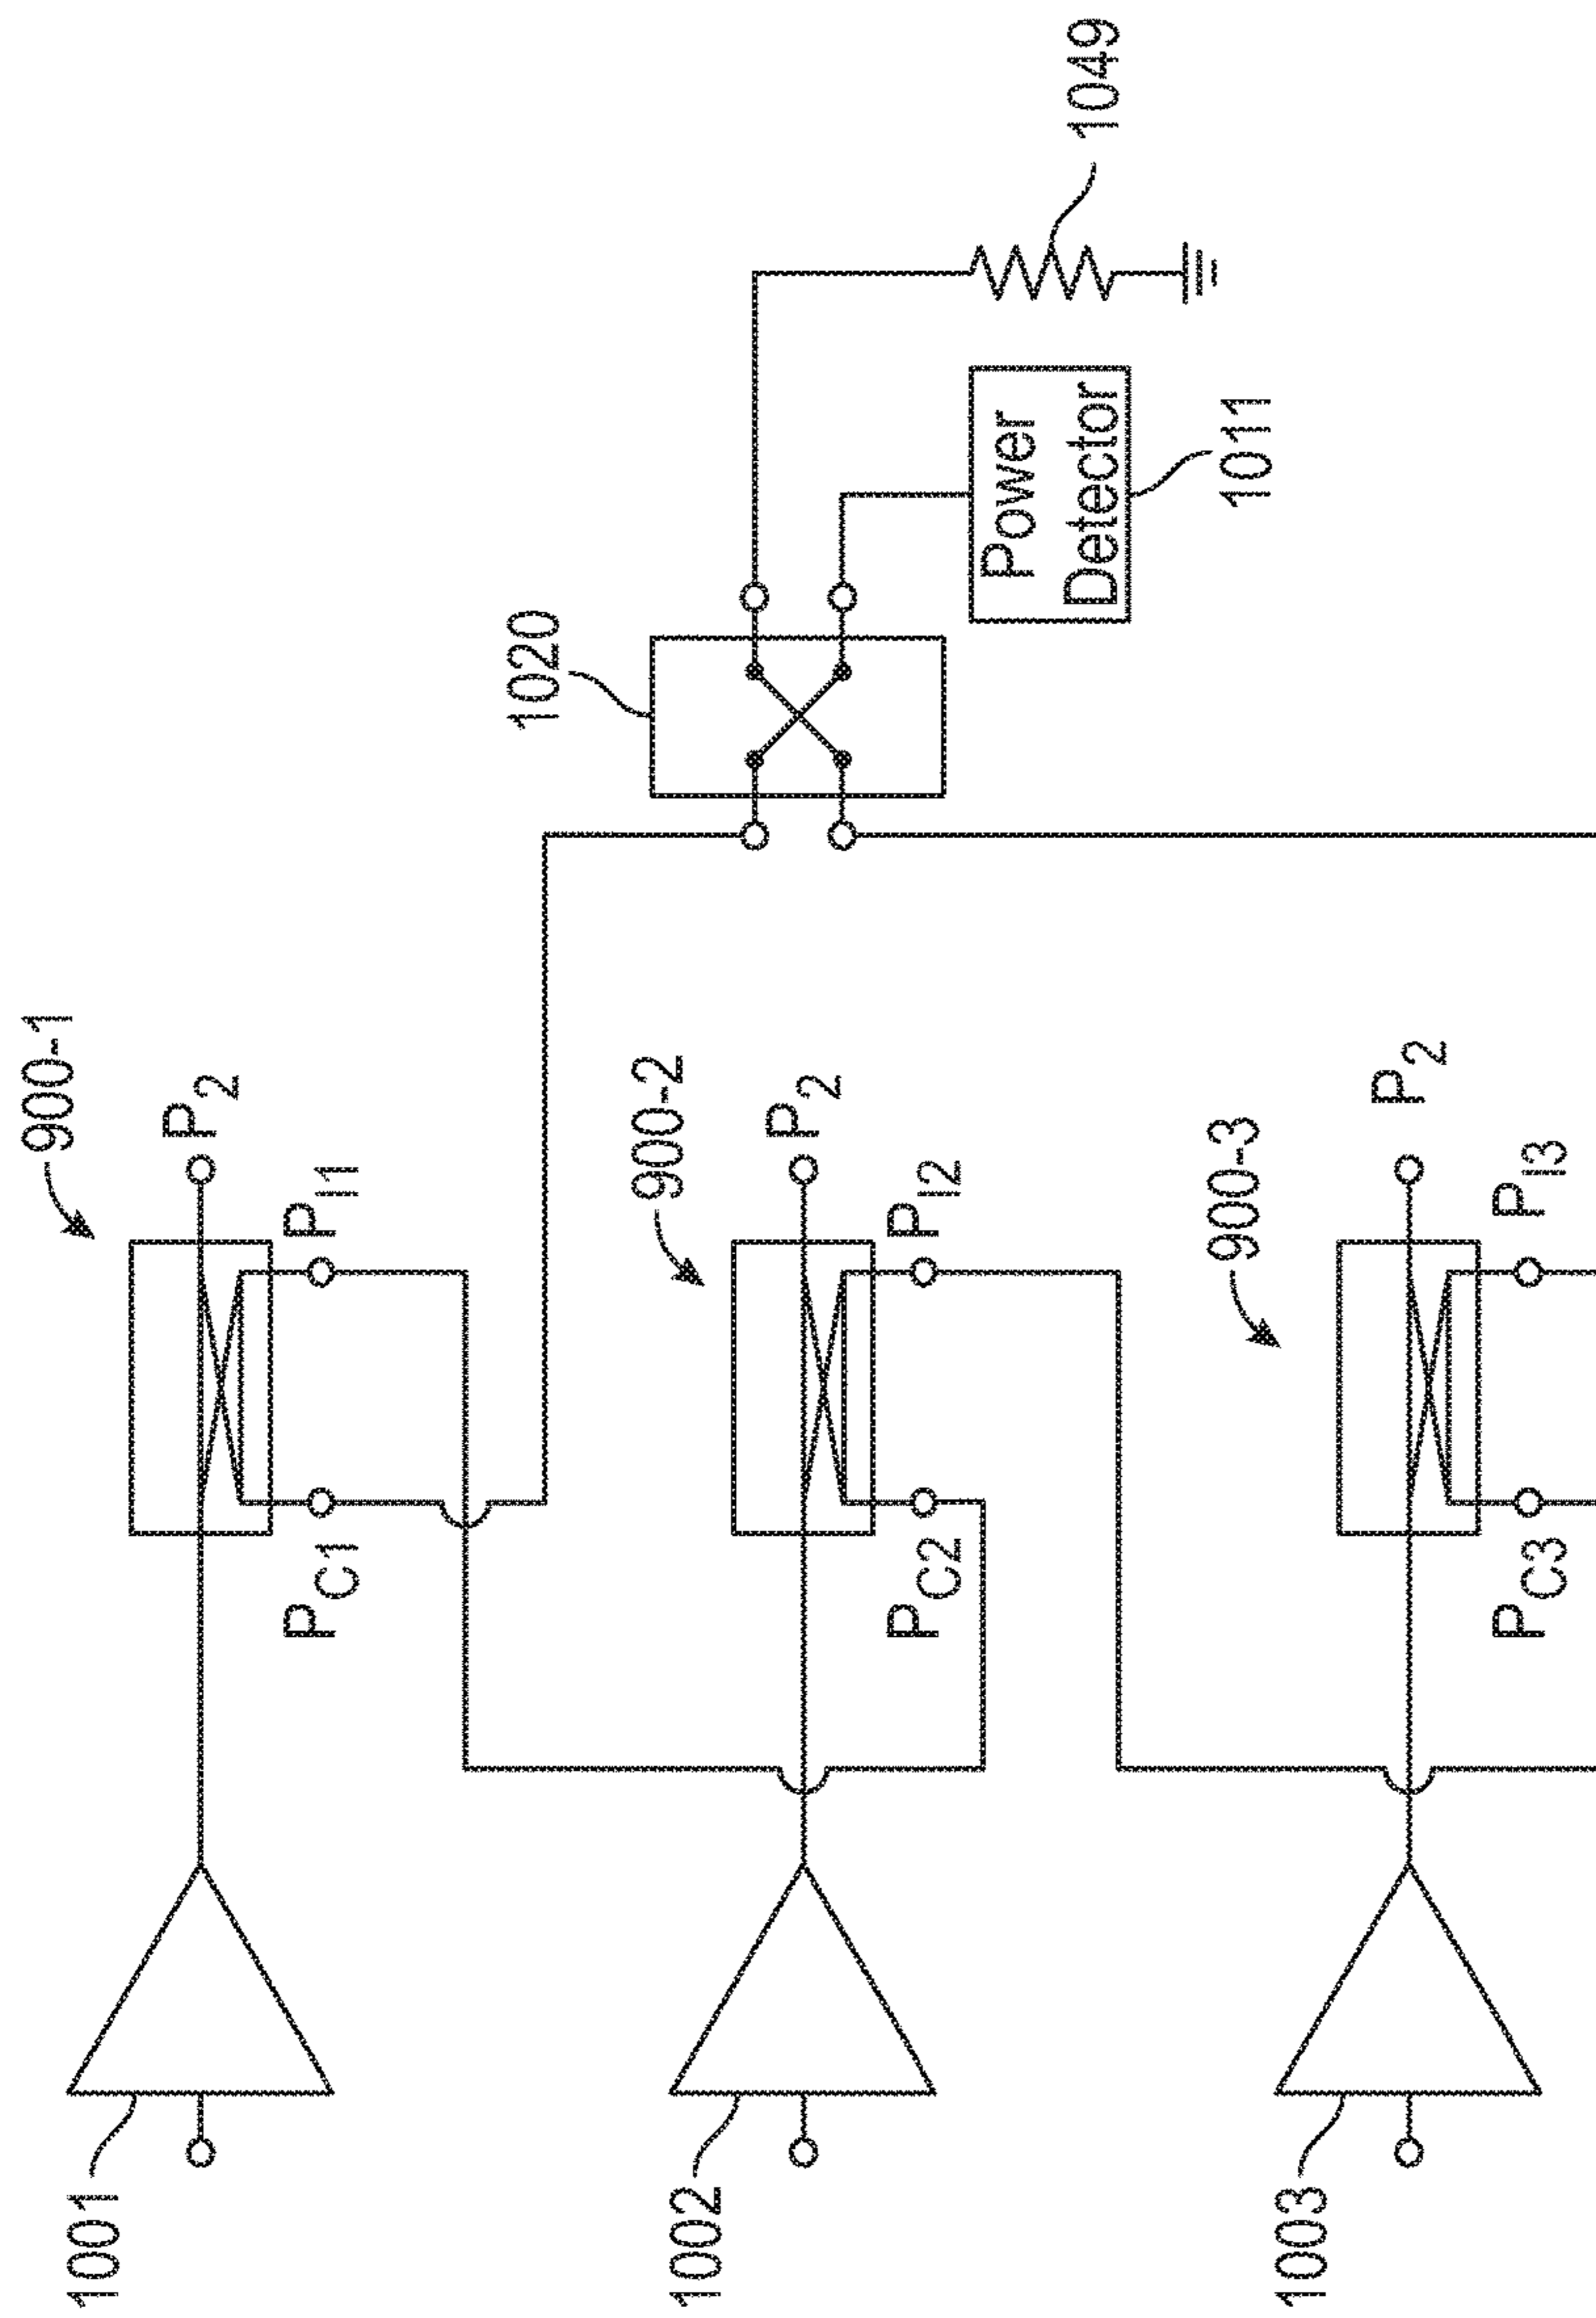 900-1
P2
PI1
PC1
1001
1020
1049
Power
Detector
1011
900-2
P2
PI2
PC2
1002
900-3
P2
PI3
PC3
1003